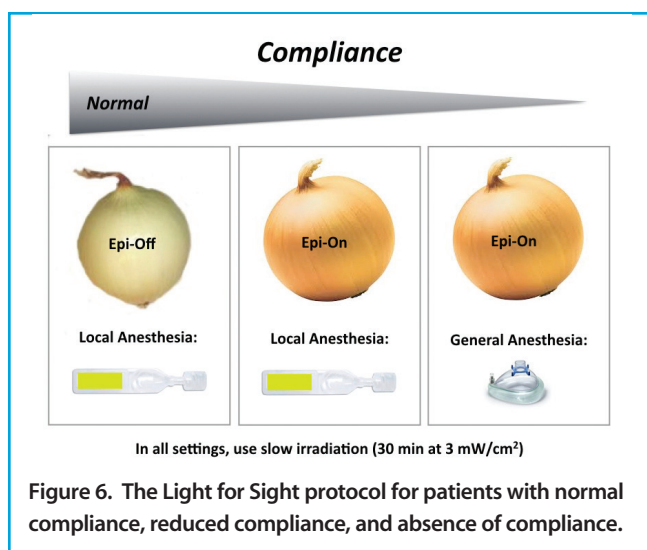 Compliance
Normal
Epi-Off
Epi-On
Epi-On
Local Anesthesia:
Local Anesthesia:
General Anesthesia:
In all settings, use slow irradiation (30 min at 3 mW/cm²)
Figure 6. The Light for Sight protocol for patients with normal
compliance, reduced compliance, and absence of compliance.